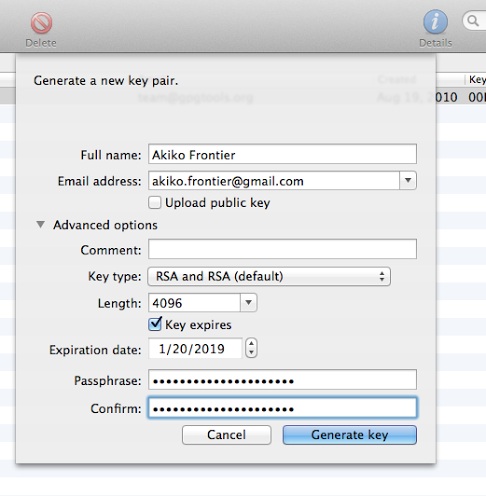 Delete
Details
Generate a new key pair.
Created
Key
team@gpgtools.org
Aug 19, 2010
Full name: Akiko Frontier
Email address: akiko.frontier@gmail.com
Upload public key
Advanced options
Comment:
Key type: RSA and RSA (default)
Length: 4096
Key expires
Expiration date: 1/20/2019
Passphrase: •••••••••••••••••••••
Confirm: •••••••••••••••••••••
Cancel
Generate key